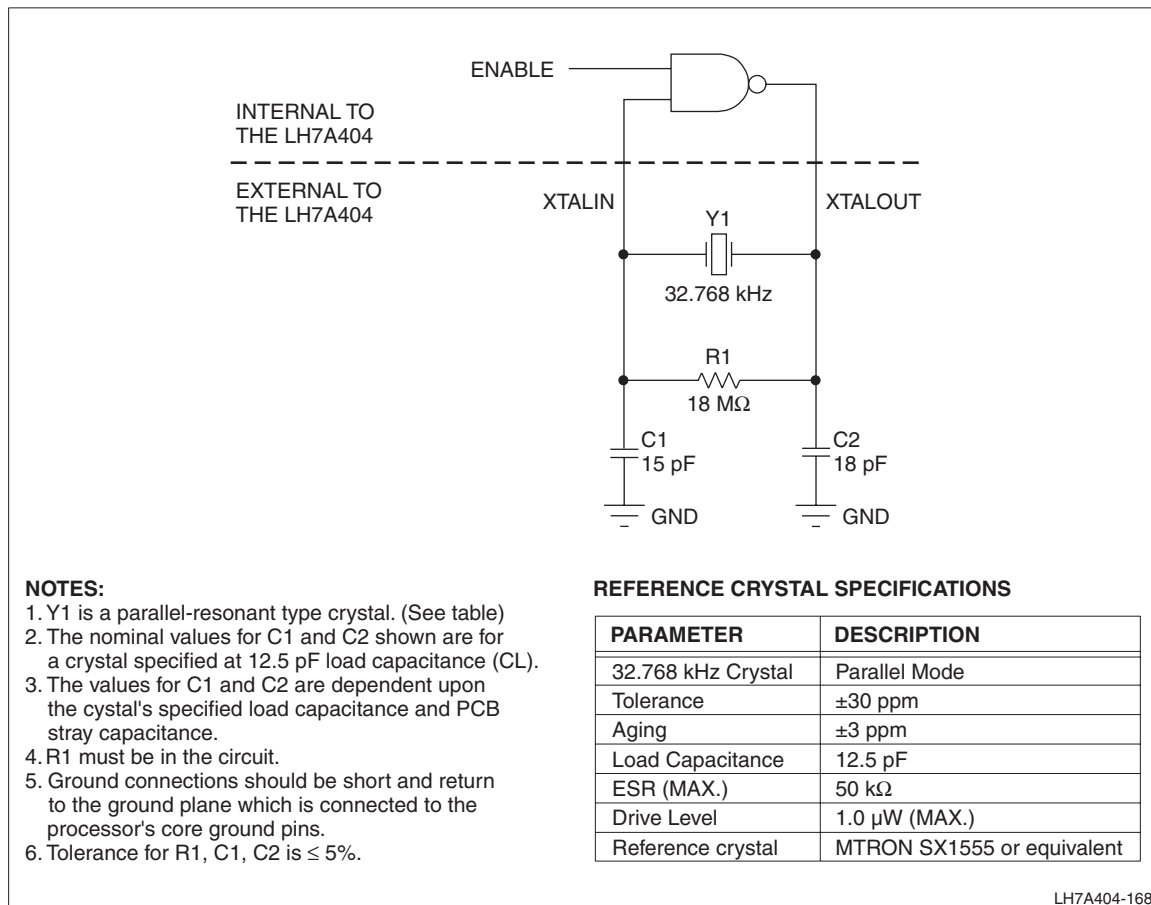 ENABLE
INTERNAL TO
THE LH7A404
EXTERNAL TO
THE LH7A404
XTALIN
XTALOUT
Y1
32.768 kHz
R1
18 MΩ
C1
15 pF
C2
18 pF
GND
GND
NOTES:
1. Y1 is a parallel-resonant type crystal. (See table)
2. The nominal values for C1 and C2 shown are for
a crystal specified at 12.5 pF load capacitance (CL).
3. The values for C1 and C2 are dependent upon
the cystal's specified load capacitance and PCB
stray capacitance.
4. R1 must be in the circuit.
5. Ground connections should be short and return
to the ground plane which is connected to the
processor's core ground pins.
6. Tolerance for R1, C1, C2 is ≤ 5%.
REFERENCE CRYSTAL SPECIFICATIONS
PARAMETER DESCRIPTION
32.768 kHz Crystal Parallel Mode
Tolerance ±30 ppm
Aging ±3 ppm
Load Capacitance 12.5 pF
ESR (MAX.) 50 kΩ
Drive Level 1.0 µW (MAX.)
Reference crystal MTRON SX1555 or equivalent
LH7A404-168